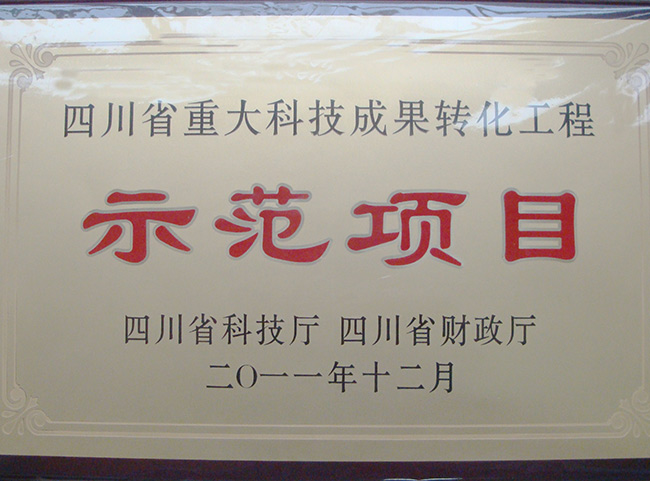 四川省重大科技成果转化工程
示范项目
四川省科技厅 四川省财政厅
二〇一一年十二月